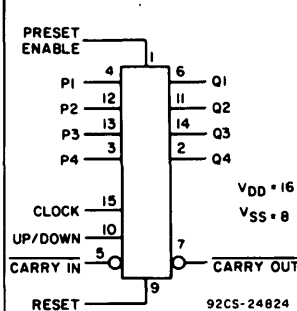 PRESET
ENABLE
1
P1 4 6 Q1
P2 12 11 Q2
P3 13 14 Q3
P4 3 2 Q4
VDD = 16
VSS = 8
CLOCK 15
UP/DOWN 10
CARRY IN 5 7 CARRY OUT
RESET 9
92CS-24824